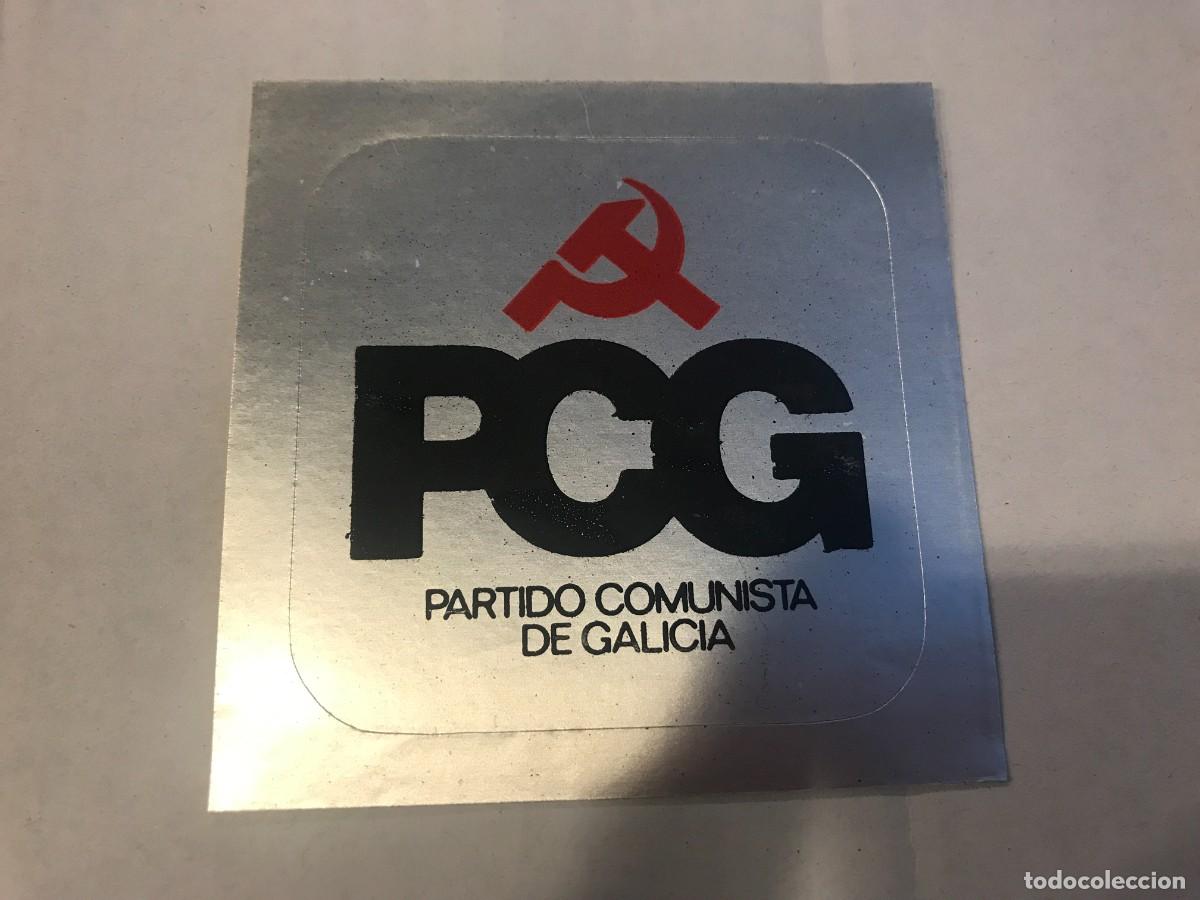 PCG
PARTIDO COMUNISTA
DE GALICIA
todocoleccion